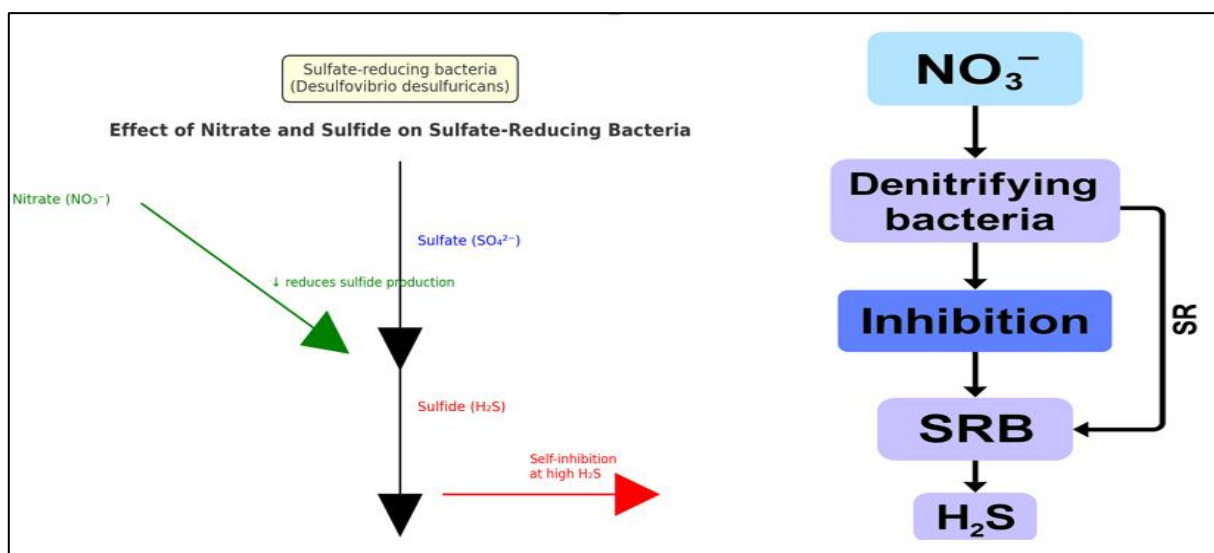 Sulfate-reducing bacteria
(Desulfovibrio desulfuricans)
Effect of Nitrate and Sulfide on Sulfate-Reducing Bacteria
Nitrate (NO₃⁻)
Sulfate (SO₄²⁻)
↓ reduces sulfide production
Sulfide (H₂S)
Self-inhibition
at high H₂S
NO₃⁻
Denitrifying
bacteria
Inhibition
SR
SRB
H₂S